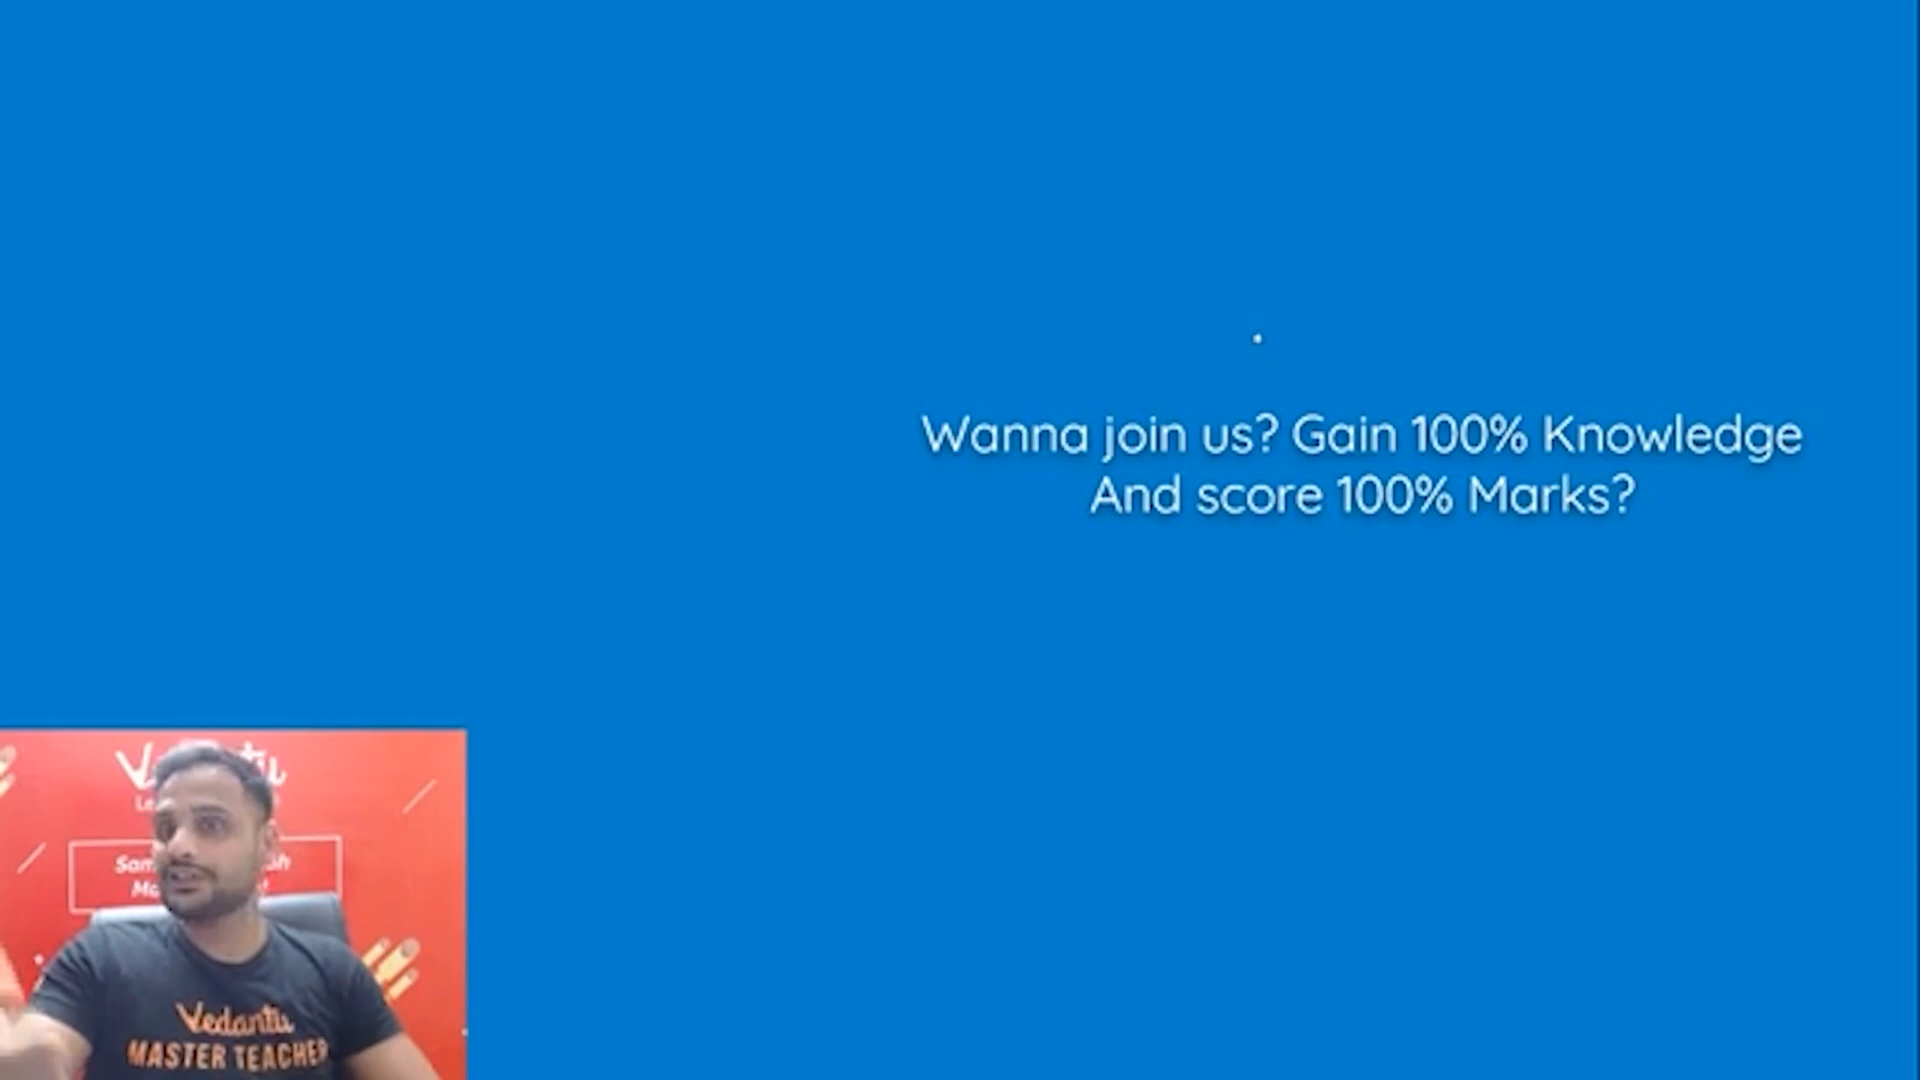 Wanna join us? Gain 100% Knowledge
And score 100% Marks?
Vedantu
MASTER TEACHER